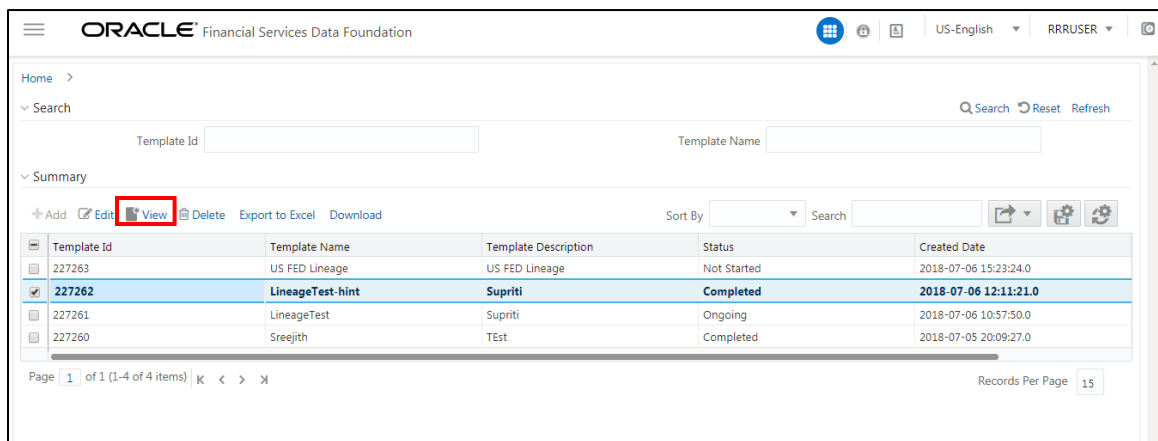 ORACLE® Financial Services Data Foundation US-English RRRUSER
Home >
Search Search Reset Refresh
Template Id Template Name
Summary
Add Edit View Delete Export to Excel Download Sort By Search
Template Id Template Name Template Description Status Created Date
227263 US FED Lineage US FED Lineage Not Started 2018-07-06 15:23:24.0
227262 LineageTest-hint Supriti Completed 2018-07-06 12:11:21.0
227261 LineageTest Supriti Ongoing 2018-07-06 10:57:50.0
227260 Sreejith TEst Completed 2018-07-05 20:09:27.0
Page 1 of 1 (1-4 of 4 items) Records Per Page 15